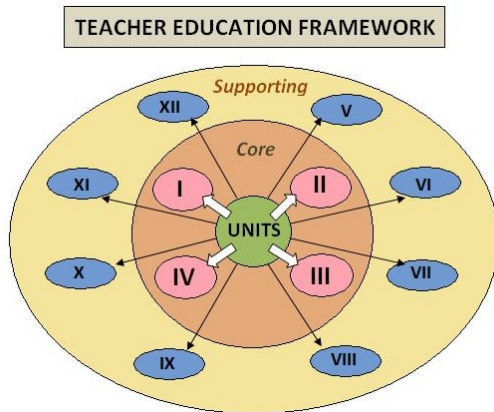 TEACHER EDUCATION FRAMEWORK
Supporting
XII
V
Core
XI
I
II
VI
UNITS
X
IV
III
VII
IX
VIII